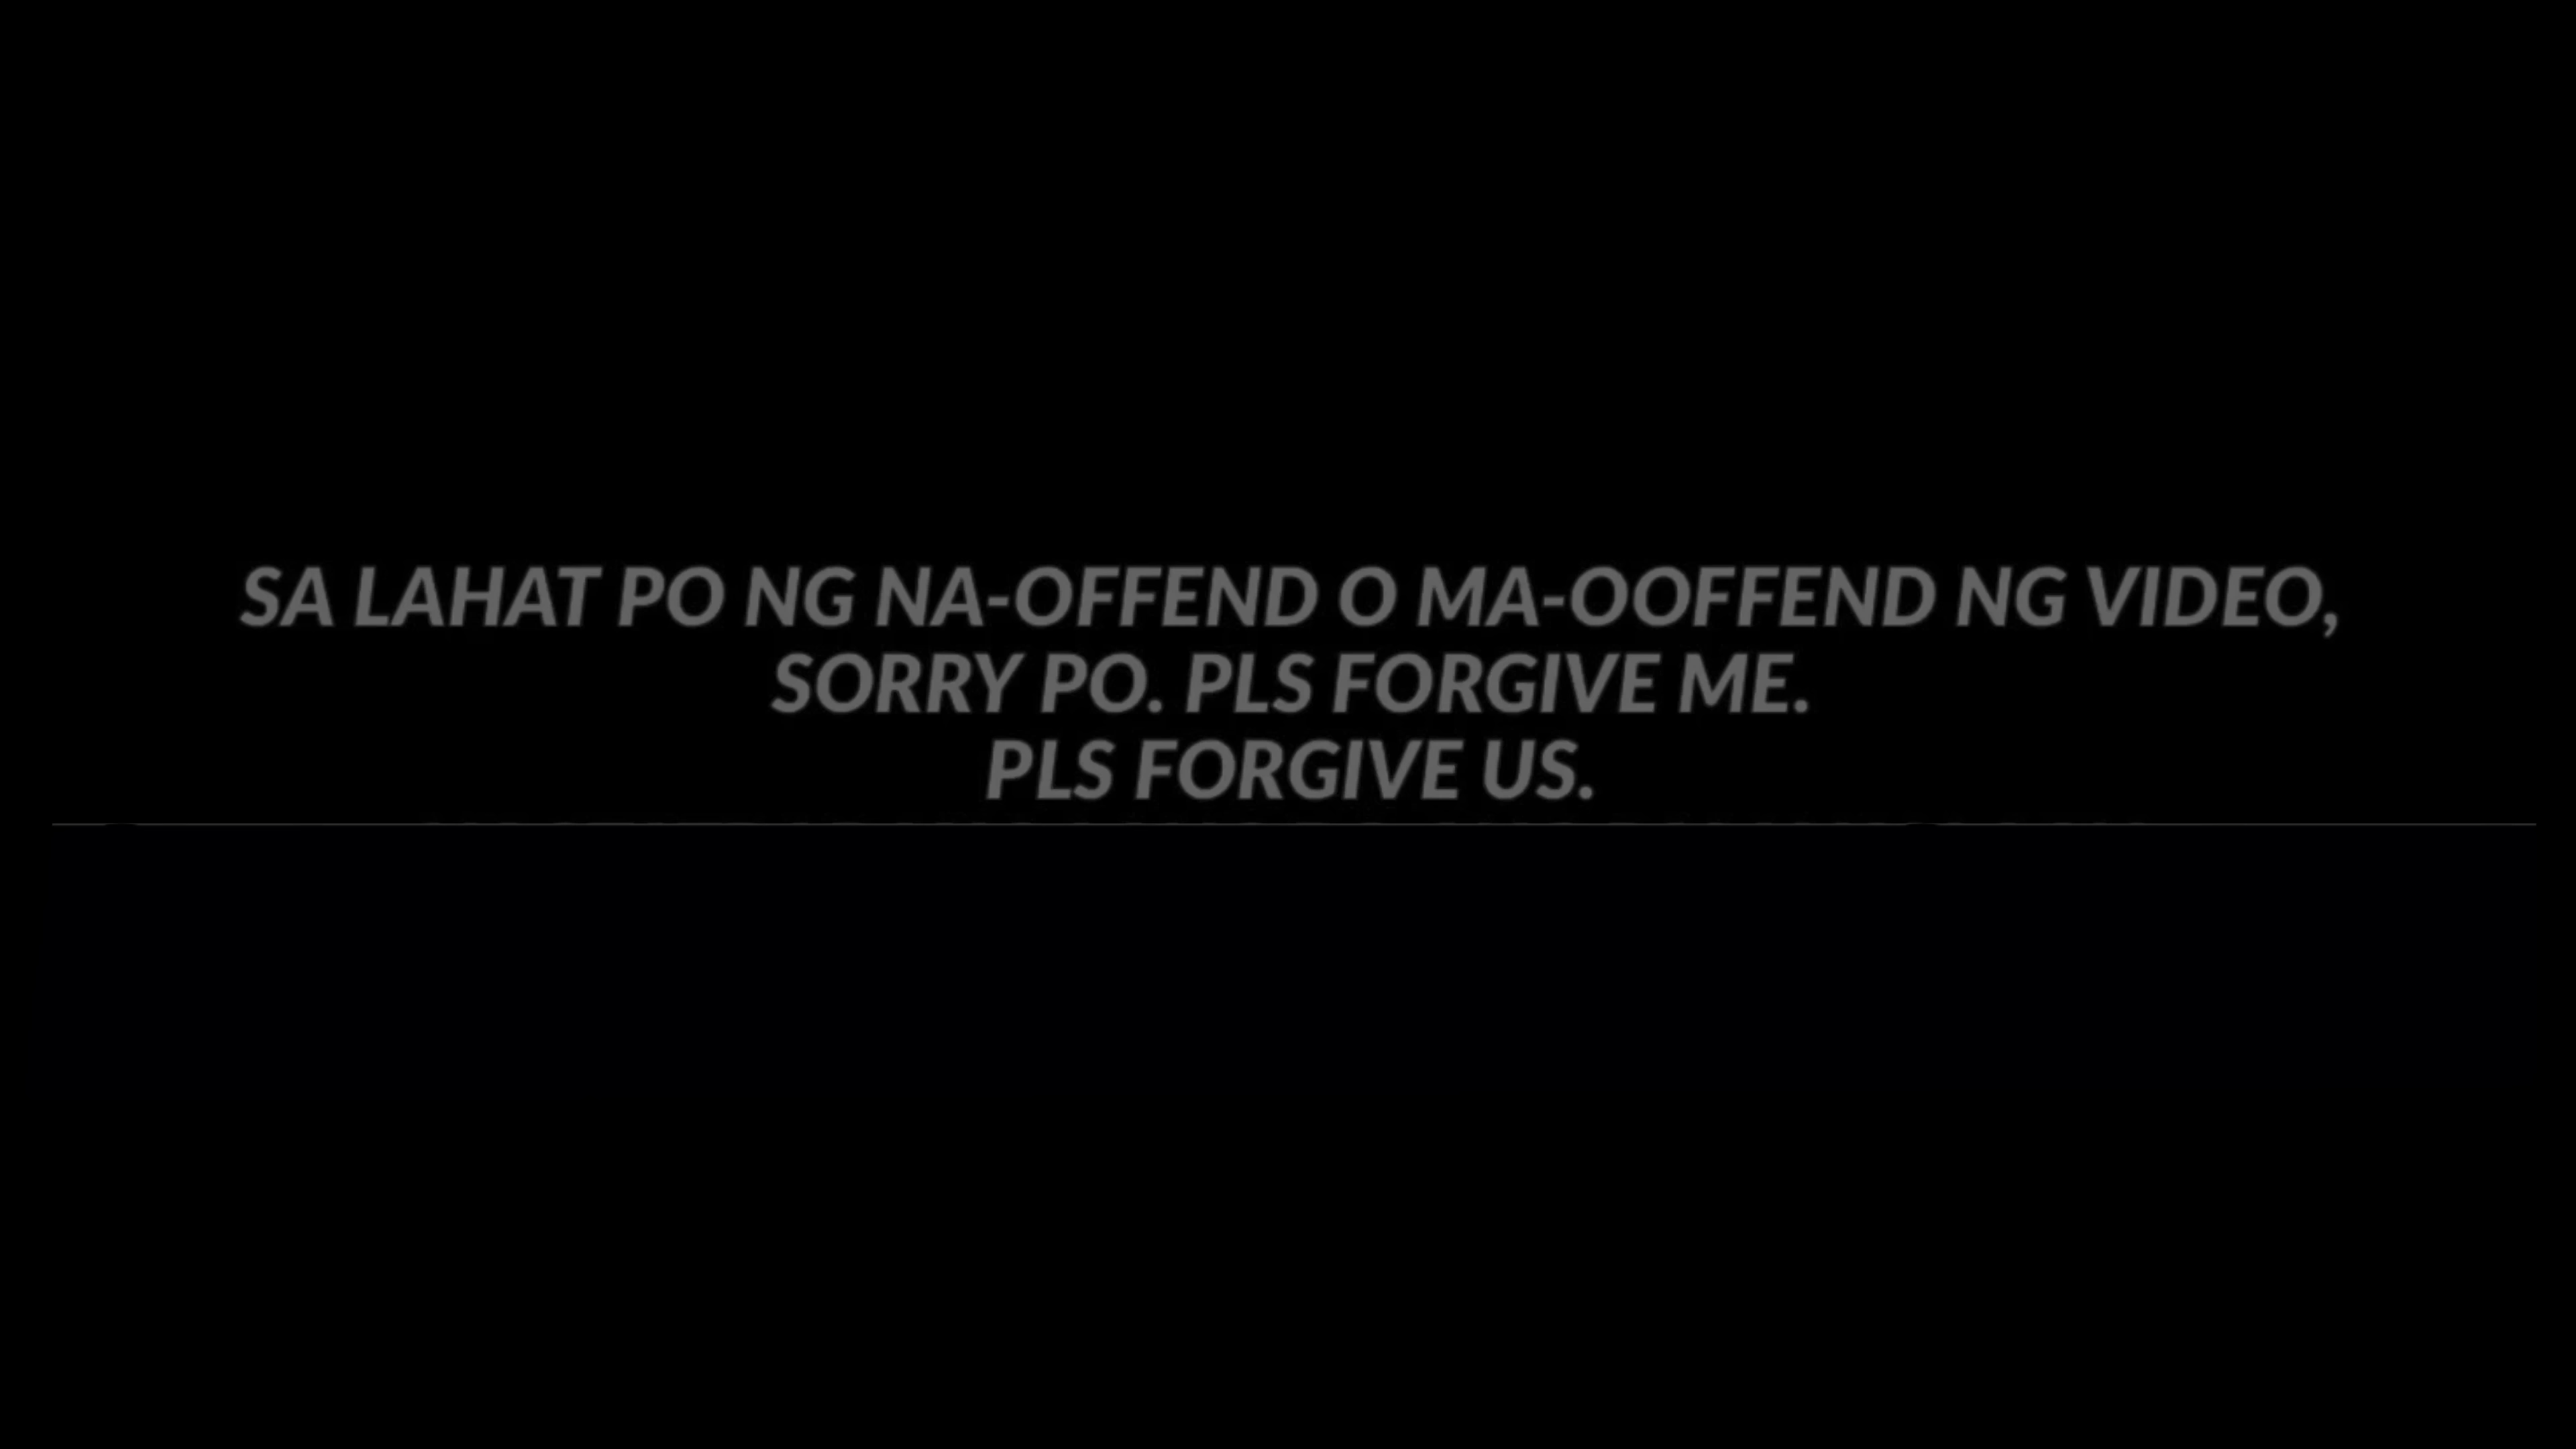 SA LAHAT PO NG NA-OFFEND O MA-OOFFEND NG VIDEO,
SORRY PO. PLS FORGIVE ME.
PLS FORGIVE US.